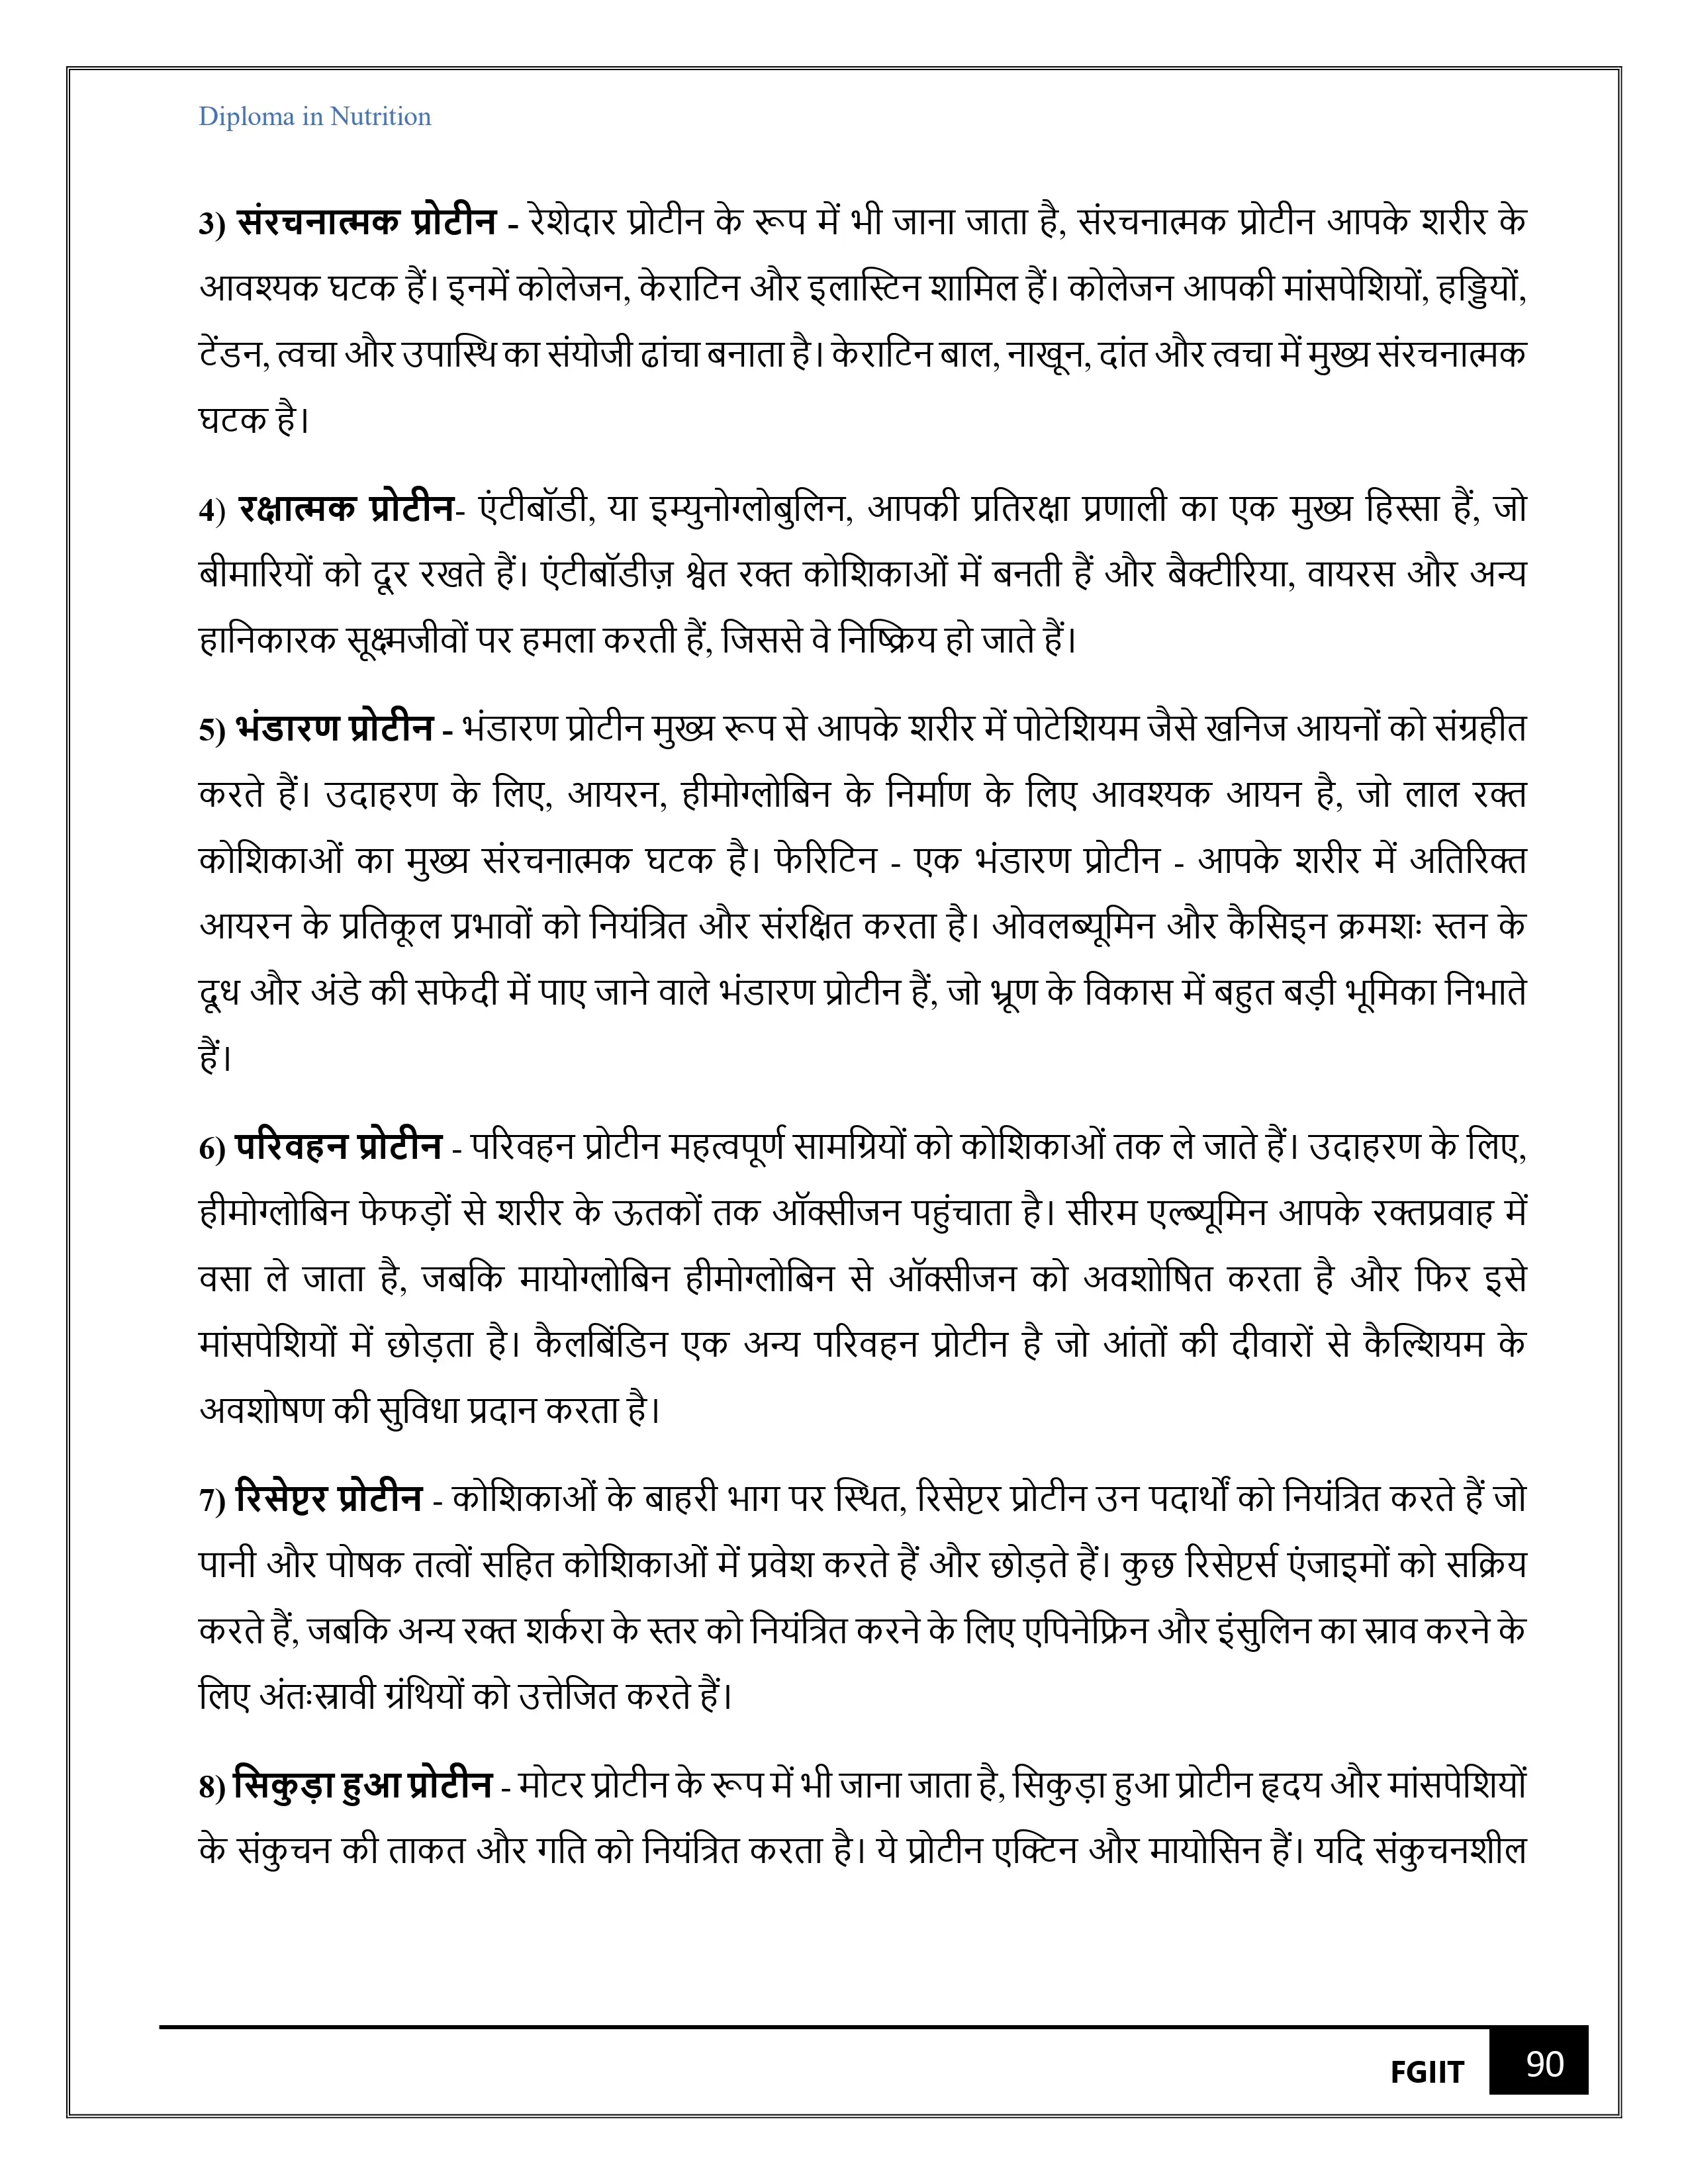 Diploma in Nutrition
3) संरचनात्मक प्रोटीन - रेशेदार प्रोटीन के रूप में भी जाना जाता है, संरचनात्मक प्रोटीन आपके शरीर के
आवश्यक घटक हैं। इनमें कोलेजन, केराटिन और इलास्टिन शामिल हैं। कोलेजन आपकी मांसपेशियों, हड्डियों,
टेंडन, त्वचा और उपास्थि का संयोजी ढांचा बनाता है। केराटिन बाल, नाखून, दांत और त्वचा में मुख्य संरचनात्मक
घटक है।
4) रक्षात्मक प्रोटीन- एंटीबॉडी, या इम्युनोग्लोबुलिन, आपकी प्रतिरक्षा प्रणाली का एक मुख्य हिस्सा हैं, जो
बीमारियों को दूर रखते हैं। एंटीबॉडीज़ श्वेत रक्त कोशिकाओं में बनती हैं और बैक्टीरिया, वायरस और अन्य
हानिकारक सूक्ष्मजीवों पर हमला करती हैं, जिससे वे निष्क्रिय हो जाते हैं।
5) भंडारण प्रोटीन - भंडारण प्रोटीन मुख्य रूप से आपके शरीर में पोटेशियम जैसे खनिज आयनों को संग्रहीत
करते हैं। उदाहरण के लिए, आयरन, हीमोग्लोबिन के निर्माण के लिए आवश्यक आयन है, जो लाल रक्त
कोशिकाओं का मुख्य संरचनात्मक घटक है। फेरिटिन - एक भंडारण प्रोटीन - आपके शरीर में अतिरिक्त
आयरन के प्रतिकूल प्रभावों को नियंत्रित और संरक्षित करता है। ओवलब्यूमिन और कैसिइन क्रमशः स्तन के
दूध और अंडे की सफेदी में पाए जाने वाले भंडारण प्रोटीन हैं, जो भ्रूण के विकास में बहुत बड़ी भूमिका निभाते
हैं।
6) परिवहन प्रोटीन - परिवहन प्रोटीन महत्वपूर्ण सामग्रियों को कोशिकाओं तक ले जाते हैं। उदाहरण के लिए,
हीमोग्लोबिन फेफड़ों से शरीर के ऊतकों तक ऑक्सीजन पहुंचाता है। सीरम एल्ब्यूमिन आपके रक्तप्रवाह में
वसा ले जाता है, जबकि मायोग्लोबिन हीमोग्लोबिन से ऑक्सीजन को अवशोषित करता है और फिर इसे
मांसपेशियों में छोड़ता है। कैलबिंडिन एक अन्य परिवहन प्रोटीन है जो आंतों की दीवारों से कैल्शियम के
अवशोषण की सुविधा प्रदान करता है।
7) रिसेप्टर प्रोटीन - कोशिकाओं के बाहरी भाग पर स्थित, रिसेप्टर प्रोटीन उन पदार्थों को नियंत्रित करते हैं जो
पानी और पोषक तत्वों सहित कोशिकाओं में प्रवेश करते हैं और छोड़ते हैं। कुछ रिसेप्टर्स एंजाइमों को सक्रिय
करते हैं, जबकि अन्य रक्त शर्करा के स्तर को नियंत्रित करने के लिए एपिनेफ्रिन और इंसुलिन का स्राव करने के
लिए अंतःस्रावी ग्रंथियों को उत्तेजित करते हैं।
8) सिकुड़ा हुआ प्रोटीन - मोटर प्रोटीन के रूप में भी जाना जाता है, सिकुड़ा हुआ प्रोटीन हृदय और मांसपेशियों
के संकुचन की ताकत और गति को नियंत्रित करता है। ये प्रोटीन एक्टिन और मायोसिन हैं। यदि संकुचनशील
FGIIT 90